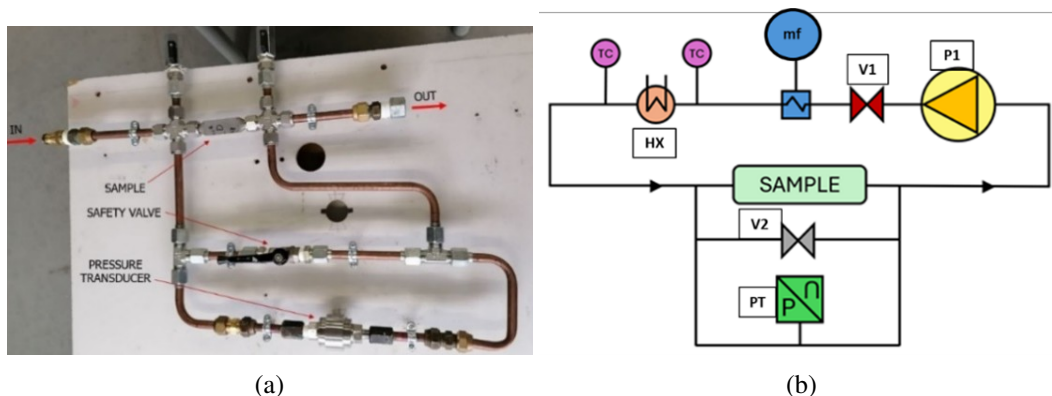 IN
OUT
SAMPLE
SAFETY VALVE
PRESSURE
TRANSDUCER
(a)
mf
TC
TC
V1
P1
HX
SAMPLE
V2
PT
P
(b)